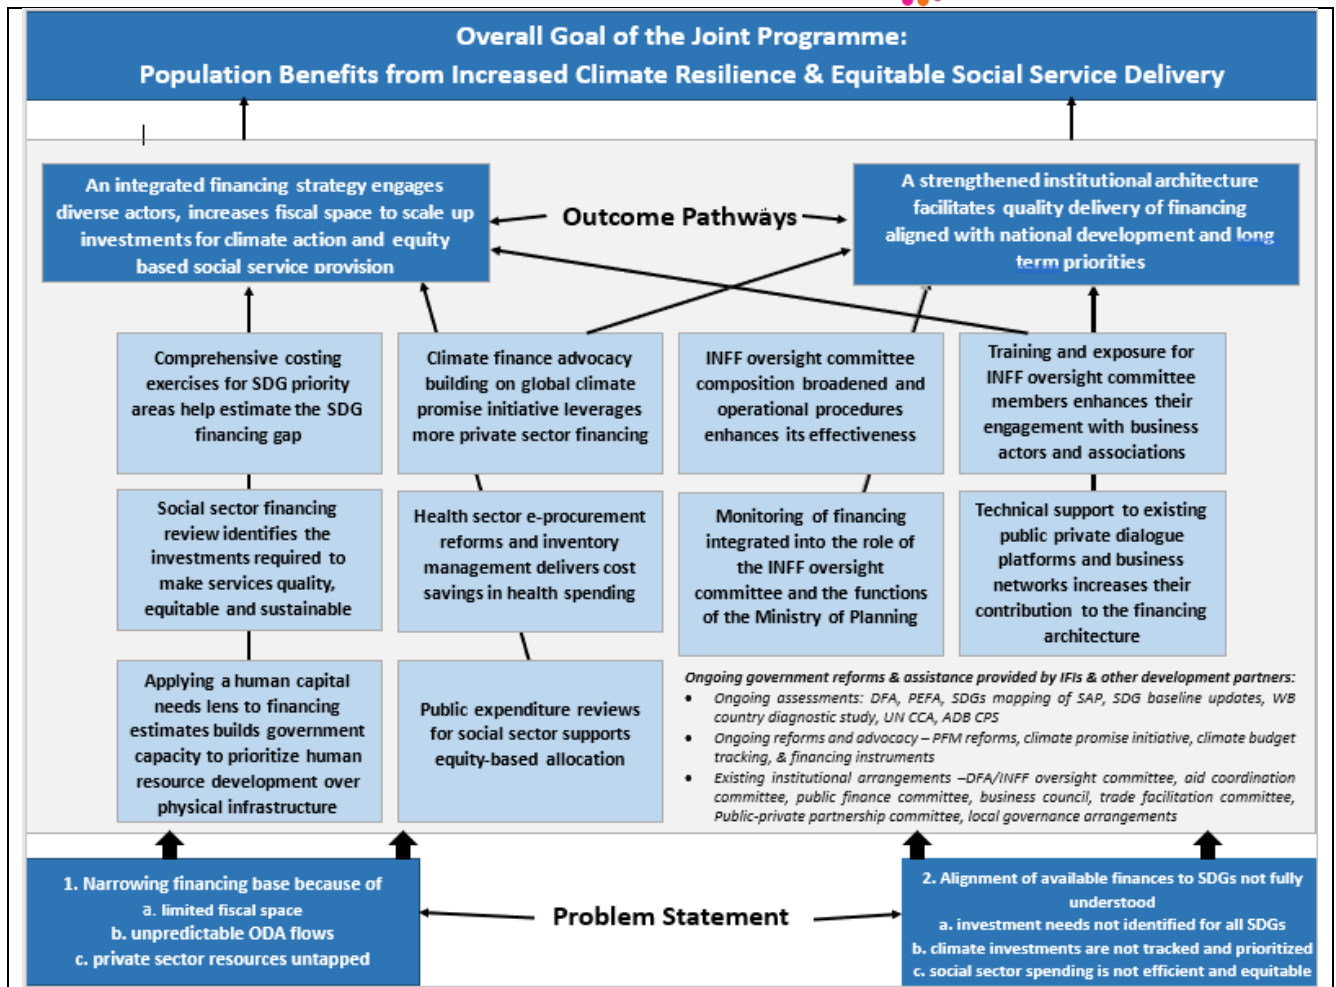 Overall Goal of the Joint Programme:
Population Benefits from Increased Climate Resilience & Equitable Social Service Delivery
An integrated financing strategy engages
diverse actors, increases fiscal space to scale up
investments for climate action and equity
based social service provision
Outcome Pathways
A strengthened institutional architecture
facilitates quality delivery of financing
aligned with national development and long
term priorities
Comprehensive costing
exercises for SDG priority
areas help estimate the SDG
financing gap
Climate finance advocacy
building on global climate
promise initiative leverages
more private sector financing
INFF oversight committee
composition broadened and
operational procedures
enhances its effectiveness
Training and exposure for
INFF oversight committee
members enhances their
engagement with business
actors and associations
Social sector financing
review identifies the
investments required to
make services quality,
equitable and sustainable
Health sector e-procurement
reforms and inventory
management delivers cost
savings in health spending
Monitoring of financing
integrated into the role of
the INFF oversight
committee and the functions
of the Ministry of Planning
Technical support to existing
public private dialogue
platforms and business
networks increases their
contribution to the financing
architecture
Applying a human capital
needs lens to financing
estimates builds government
capacity to prioritize human
resource development over
physical infrastructure
Public expenditure reviews
for social sector supports
equity-based allocation
Ongoing government reforms & assistance provided by IFIs & other development partners:
• Ongoing assessments: DFA, PEFA, SDGs mapping of SAP, SDG baseline updates, WB
country diagnostic study, UN CCA, ADB CPS
• Ongoing reforms and advocacy – PFM reforms, climate promise initiative, climate budget
tracking, & financing instruments
• Existing institutional arrangements –DFA/INFF oversight committee, aid coordination
committee, public finance committee, business council, trade facilitation committee,
Public-private partnership committee, local governance arrangements
1. Narrowing financing base because of
a. limited fiscal space
b. unpredictable ODA flows
c. private sector resources untapped
Problem Statement
2. Alignment of available finances to SDGs not fully
understood
a. investment needs not identified for all SDGs
b. climate investments are not tracked and prioritized
c. social sector spending is not efficient and equitable